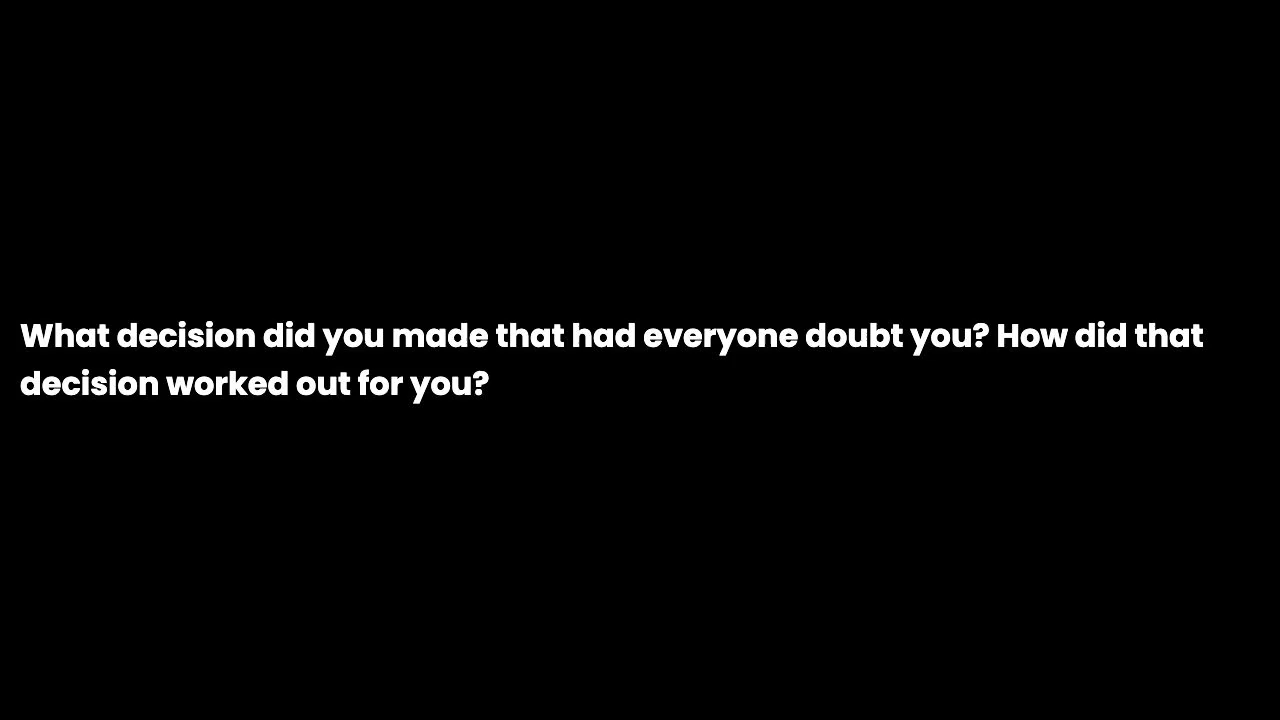 What decision did you made that had everyone doubt you? How did that
decision worked out for you?